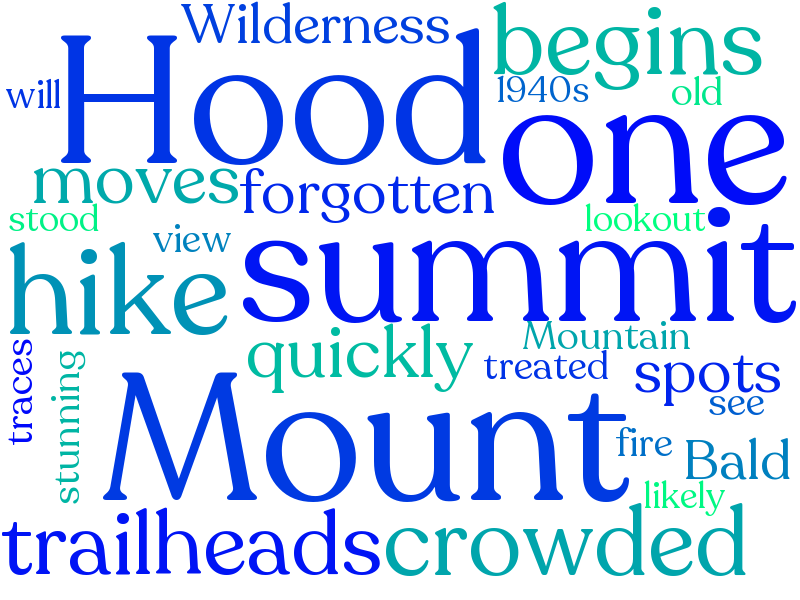 Wilderness
begins
Hood
will
1940s
old
one
moves
forgotten
stood
lookout
view
hike
summit
quickly
Mountain
traces
stunning
treated
spots
see
Mount
fire
Bald
likely
trailheads
crowded